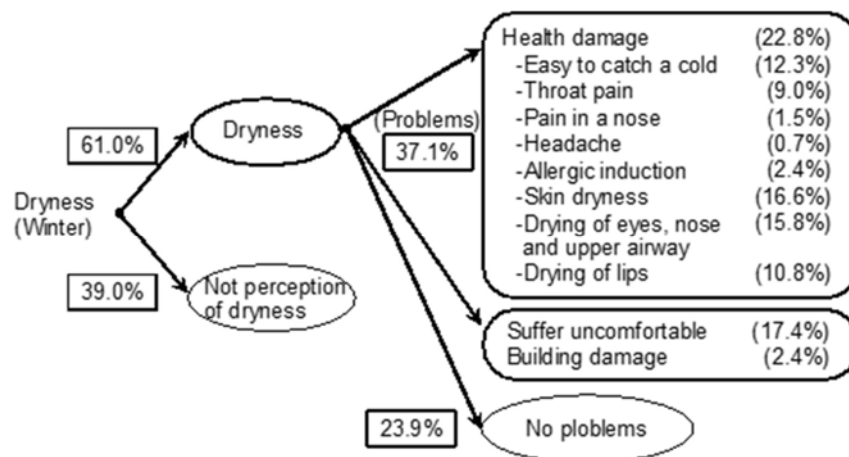 Health damage (22.8%)
-Easy to catch a cold (12.3%)
-Throat pain (9.0%)
-Pain in a nose (1.5%)
-Headache (0.7%)
-Allergic induction (2.4%)
-Skin dryness (16.6%)
-Drying of eyes, nose (15.8%)
and upper airway
-Drying of lips (10.8%)
(Problems)
37.1%
Dryness
61.0%
Dryness
(Winter)
39.0%
Not perception
of dryness
Suffer uncomfortable (17.4%)
Building damage (2.4%)
23.9%
No ploblems